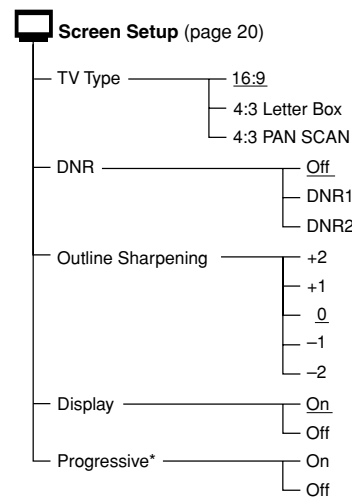 Screen Setup (page 20)
TV Type
16:9
4:3 Letter Box
4:3 PAN SCAN
DNR
Off
DNR1
DNR2
Outline Sharpening
+2
+1
0
–1
–2
Display
On
Off
Progressive*
On
Off